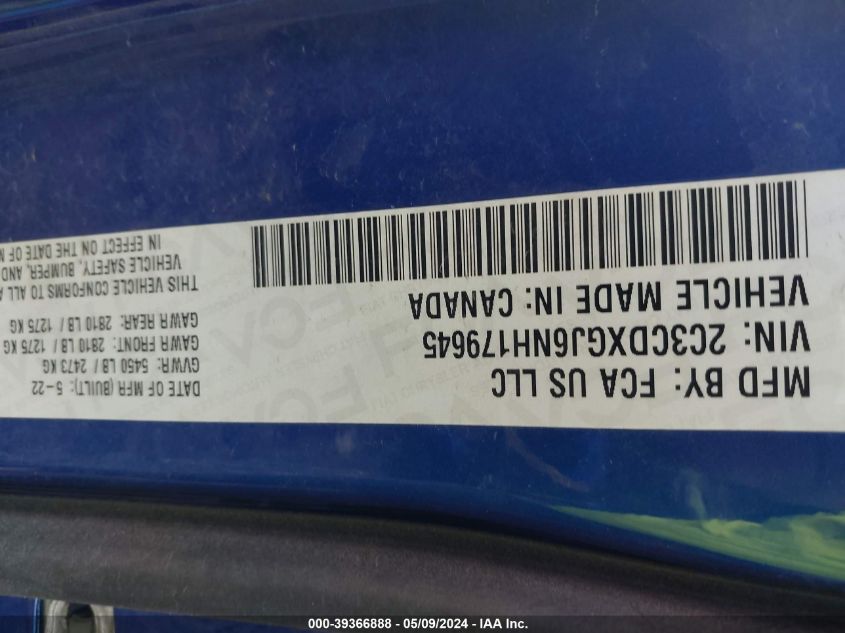 MFD BY: FCA US LLC
VIN: 2C3CDXGJ6NH179645
VEHICLE MADE IN: CANADA
DATE OF MFR (BUILT): 5-22
GVWR: 5450 LB / 2473 KG
GAWR FRONT: 2810 LB / 1275 KG
GAWR REAR: 2810 LB / 1275 KG
THIS VEHICLE CONFORMS TO ALL
VEHICLE SAFETY, BUMPER, AND
IN EFFECT ON THE DATE OF
000-39366888 - 05/09/2024 - IAA Inc.